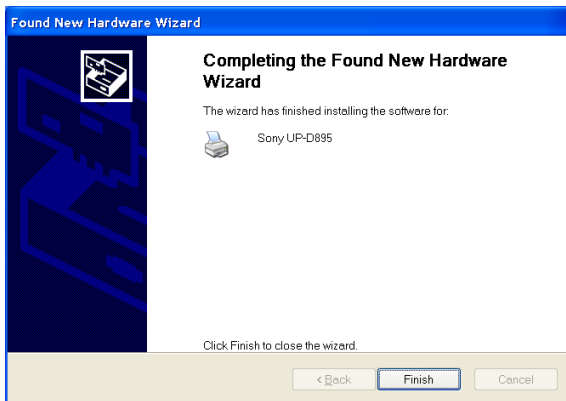 Found New Hardware Wizard
Completing the Found New Hardware
Wizard
The wizard has finished installing the software for:
Sony UP-D895
Click Finish to close the wizard.
< Back
Finish
Cancel